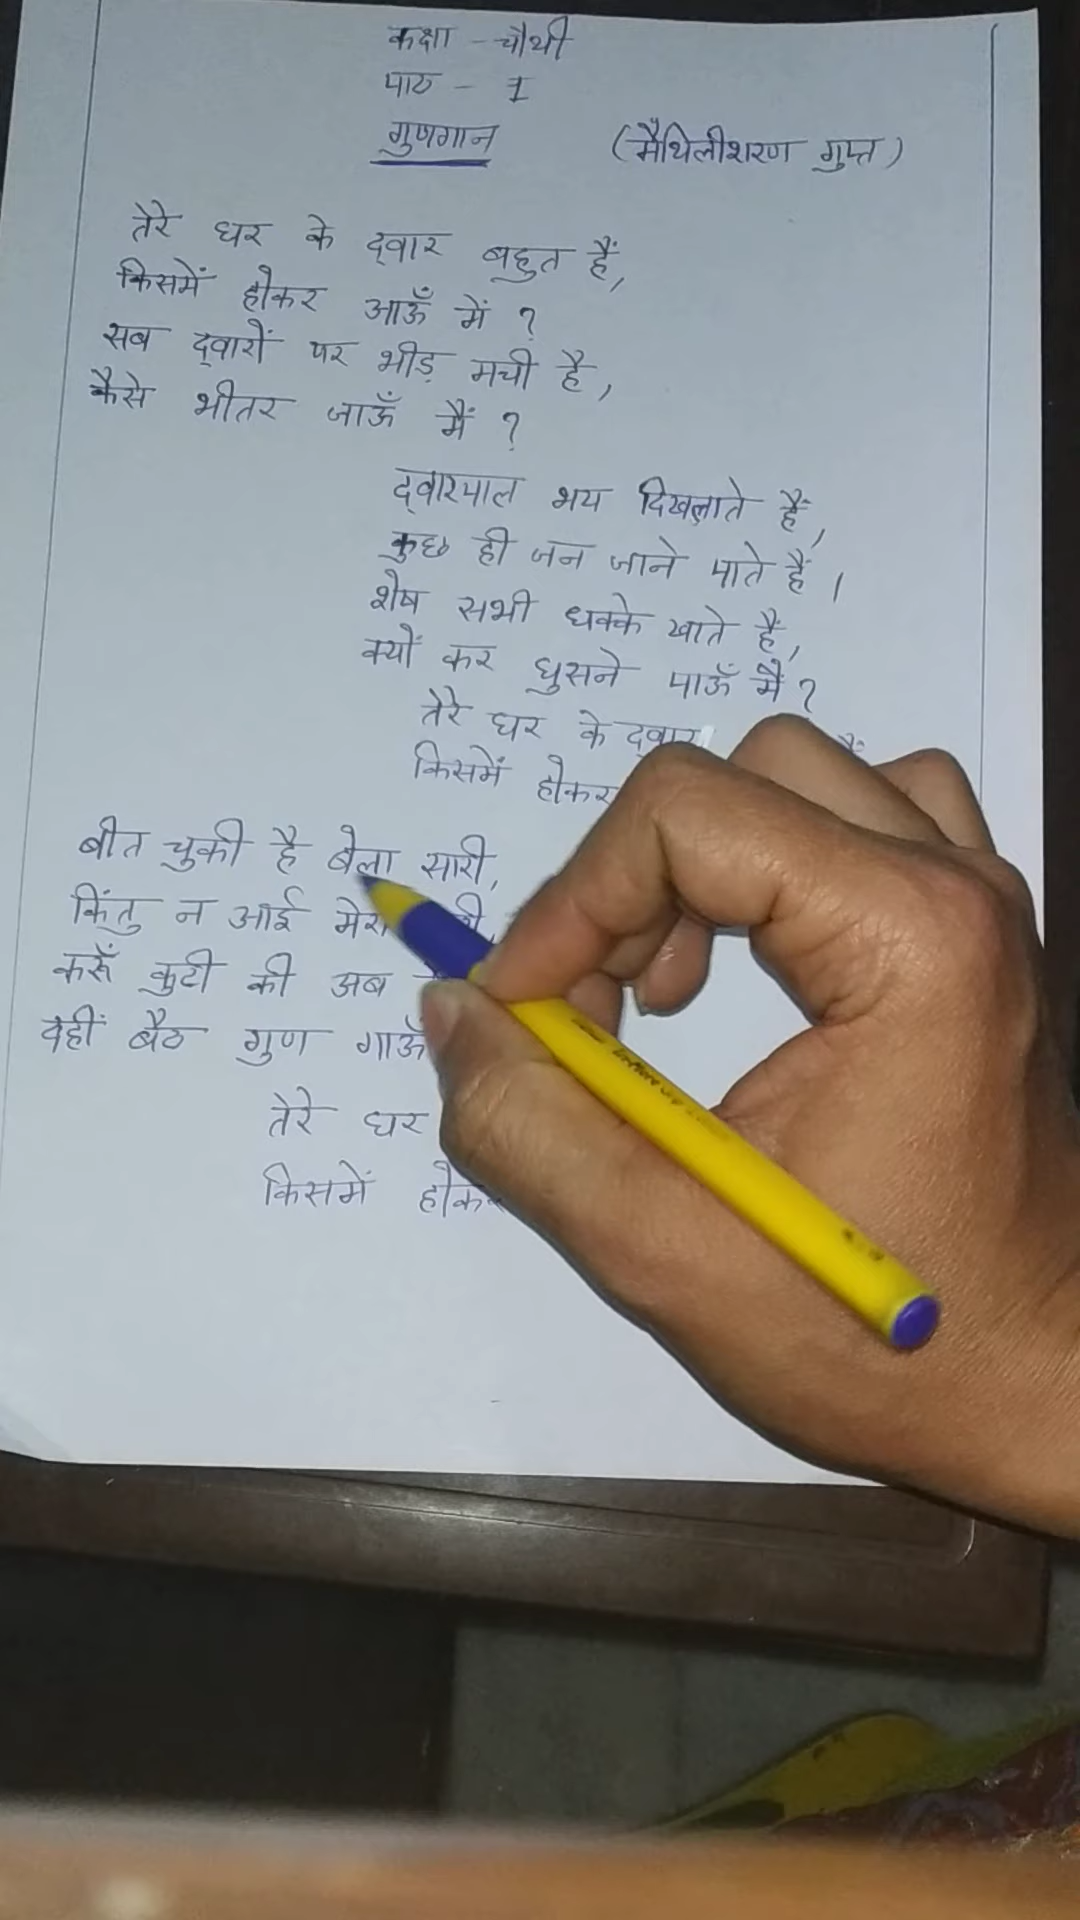 कक्षा - चौथी
पाठ - 1
गुणगान (मैथिलीशरण गुप्त)
तेरे घर के द्वार बहुत हैं,
किसमें होकर आऊँ में ?
सब द्वारों पर भीड़ मची है,
कैसे भीतर जाऊँ मैं ?
द्वारपाल भय दिखलाते हैं,
कुछ ही जन जाने पाते हैं ।
शेष सभी धक्के खाते हैं,
क्यों कर घुसने पाऊँ मैं ?
तेरे घर के द्वार
किसमें होकर
बीत चुकी है बेला सारी,
किंतु न आई
करूँ कुटी की अब
वहीं बैठ गुण गाऊँ
तेरे घर
किसमें